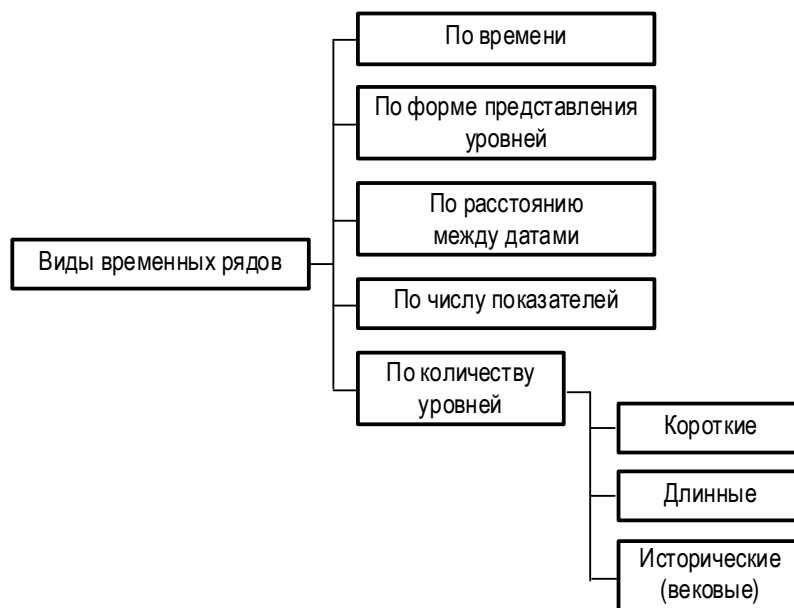 Виды временных рядов
По времени
По форме представления
уровней
По расстоянию
между датами
По числу показателей
По количеству
уровней
Короткие
Длинные
Исторические
(вековые)